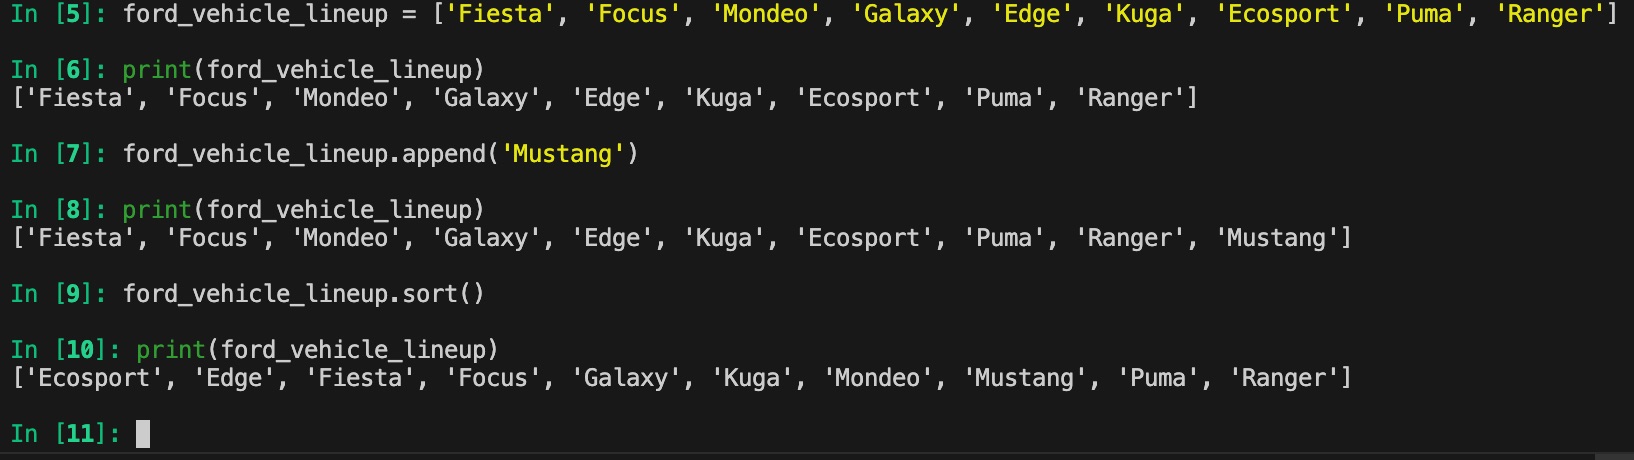 In [5]: ford_vehicle_lineup = ['Fiesta', 'Focus', 'Mondeo', 'Galaxy', 'Edge', 'Kuga', 'Ecosport', 'Puma', 'Ranger']
In [6]: print(ford_vehicle_lineup)
['Fiesta', 'Focus', 'Mondeo', 'Galaxy', 'Edge', 'Kuga', 'Ecosport', 'Puma', 'Ranger']
In [7]: ford_vehicle_lineup.append('Mustang')
In [8]: print(ford_vehicle_lineup)
['Fiesta', 'Focus', 'Mondeo', 'Galaxy', 'Edge', 'Kuga', 'Ecosport', 'Puma', 'Ranger', 'Mustang']
In [9]: ford_vehicle_lineup.sort()
In [10]: print(ford_vehicle_lineup)
['Ecosport', 'Edge', 'Fiesta', 'Focus', 'Galaxy', 'Kuga', 'Mondeo', 'Mustang', 'Puma', 'Ranger']
In [11]: